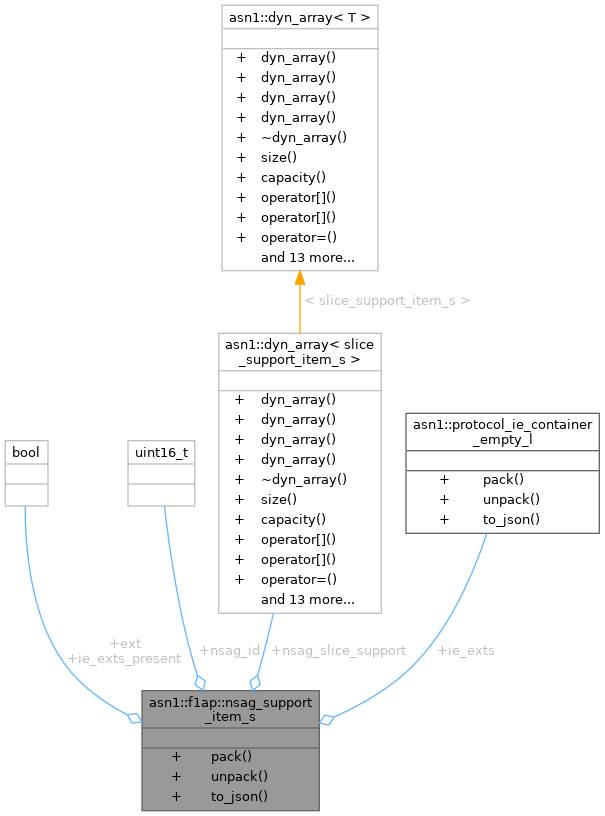 asn1::dyn_array< T >
+ dyn_array()
+ dyn_array()
+ dyn_array()
+ dyn_array()
+ ~dyn_array()
+ size()
+ capacity()
+ operator[]()
+ operator[]()
+ operator=()
and 13 more...
< slice_support_item_s >
asn1::dyn_array< slice
_support_item_s >
+ dyn_array()
+ dyn_array()
+ dyn_array()
+ dyn_array()
+ ~dyn_array()
+ size()
+ capacity()
+ operator[]()
+ operator[]()
+ operator=()
and 13 more...
asn1::protocol_ie_container
_empty_l
+ pack()
+ unpack()
+ to_json()
bool
uint16_t
+ext
+ie_exts_present
+nsag_id
+nsag_slice_support
+ie_exts
asn1::f1ap::nsag_support
_item_s
+ pack()
+ unpack()
+ to_json()